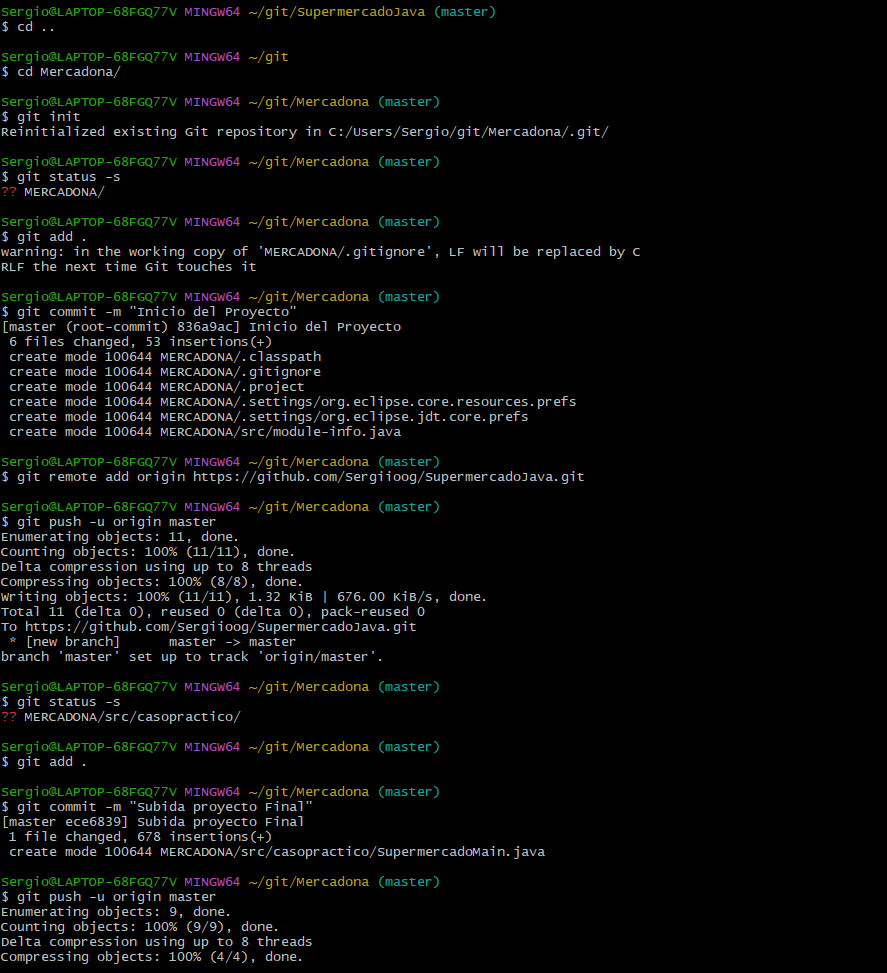 Sergio@LAPTOP-68FGQ77V MINGW64 ~/git/SupermercadoJava (master)
$ cd ..
Sergio@LAPTOP-68FGQ77V MINGW64 ~/git
$ cd Mercadona/
Sergio@LAPTOP-68FGQ77V MINGW64 ~/git/Mercadona (master)
$ git init
Reinitialized existing Git repository in C:/Users/Sergio/git/Mercadona/.git/
Sergio@LAPTOP-68FGQ77V MINGW64 ~/git/Mercadona (master)
$ git status -s
?? MERCADONA/
Sergio@LAPTOP-68FGQ77V MINGW64 ~/git/Mercadona (master)
$ git add .
warning: in the working copy of 'MERCADONA/.gitignore', LF will be replaced by C
RLF the next time Git touches it
Sergio@LAPTOP-68FGQ77V MINGW64 ~/git/Mercadona (master)
$ git commit -m "Inicio del Proyecto"
[master (root-commit) 836a9ac] Inicio del Proyecto
 6 files changed, 53 insertions(+)
 create mode 100644 MERCADONA/.classpath
 create mode 100644 MERCADONA/.gitignore
 create mode 100644 MERCADONA/.project
 create mode 100644 MERCADONA/.settings/org.eclipse.core.resources.prefs
 create mode 100644 MERCADONA/.settings/org.eclipse.jdt.core.prefs
 create mode 100644 MERCADONA/src/module-info.java
Sergio@LAPTOP-68FGQ77V MINGW64 ~/git/Mercadona (master)
$ git remote add origin https://github.com/Sergiioog/SupermercadoJava.git
Sergio@LAPTOP-68FGQ77V MINGW64 ~/git/Mercadona (master)
$ git push -u origin master
Enumerating objects: 11, done.
Counting objects: 100% (11/11), done.
Delta compression using up to 8 threads
Compressing objects: 100% (8/8), done.
Writing objects: 100% (11/11), 1.32 KiB | 676.00 KiB/s, done.
Total 11 (delta 0), reused 0 (delta 0), pack-reused 0
To https://github.com/Sergiioog/SupermercadoJava.git
 * [new branch]      master -> master
branch 'master' set up to track 'origin/master'.
Sergio@LAPTOP-68FGQ77V MINGW64 ~/git/Mercadona (master)
$ git status -s
?? MERCADONA/src/casopractico/
Sergio@LAPTOP-68FGQ77V MINGW64 ~/git/Mercadona (master)
$ git add .
Sergio@LAPTOP-68FGQ77V MINGW64 ~/git/Mercadona (master)
$ git commit -m "Subida proyecto Final"
[master ece6839] Subida proyecto Final
 1 file changed, 678 insertions(+)
 create mode 100644 MERCADONA/src/casopractico/SupermercadoMain.java
Sergio@LAPTOP-68FGQ77V MINGW64 ~/git/Mercadona (master)
$ git push -u origin master
Enumerating objects: 9, done.
Counting objects: 100% (9/9), done.
Delta compression using up to 8 threads
Compressing objects: 100% (4/4), done.